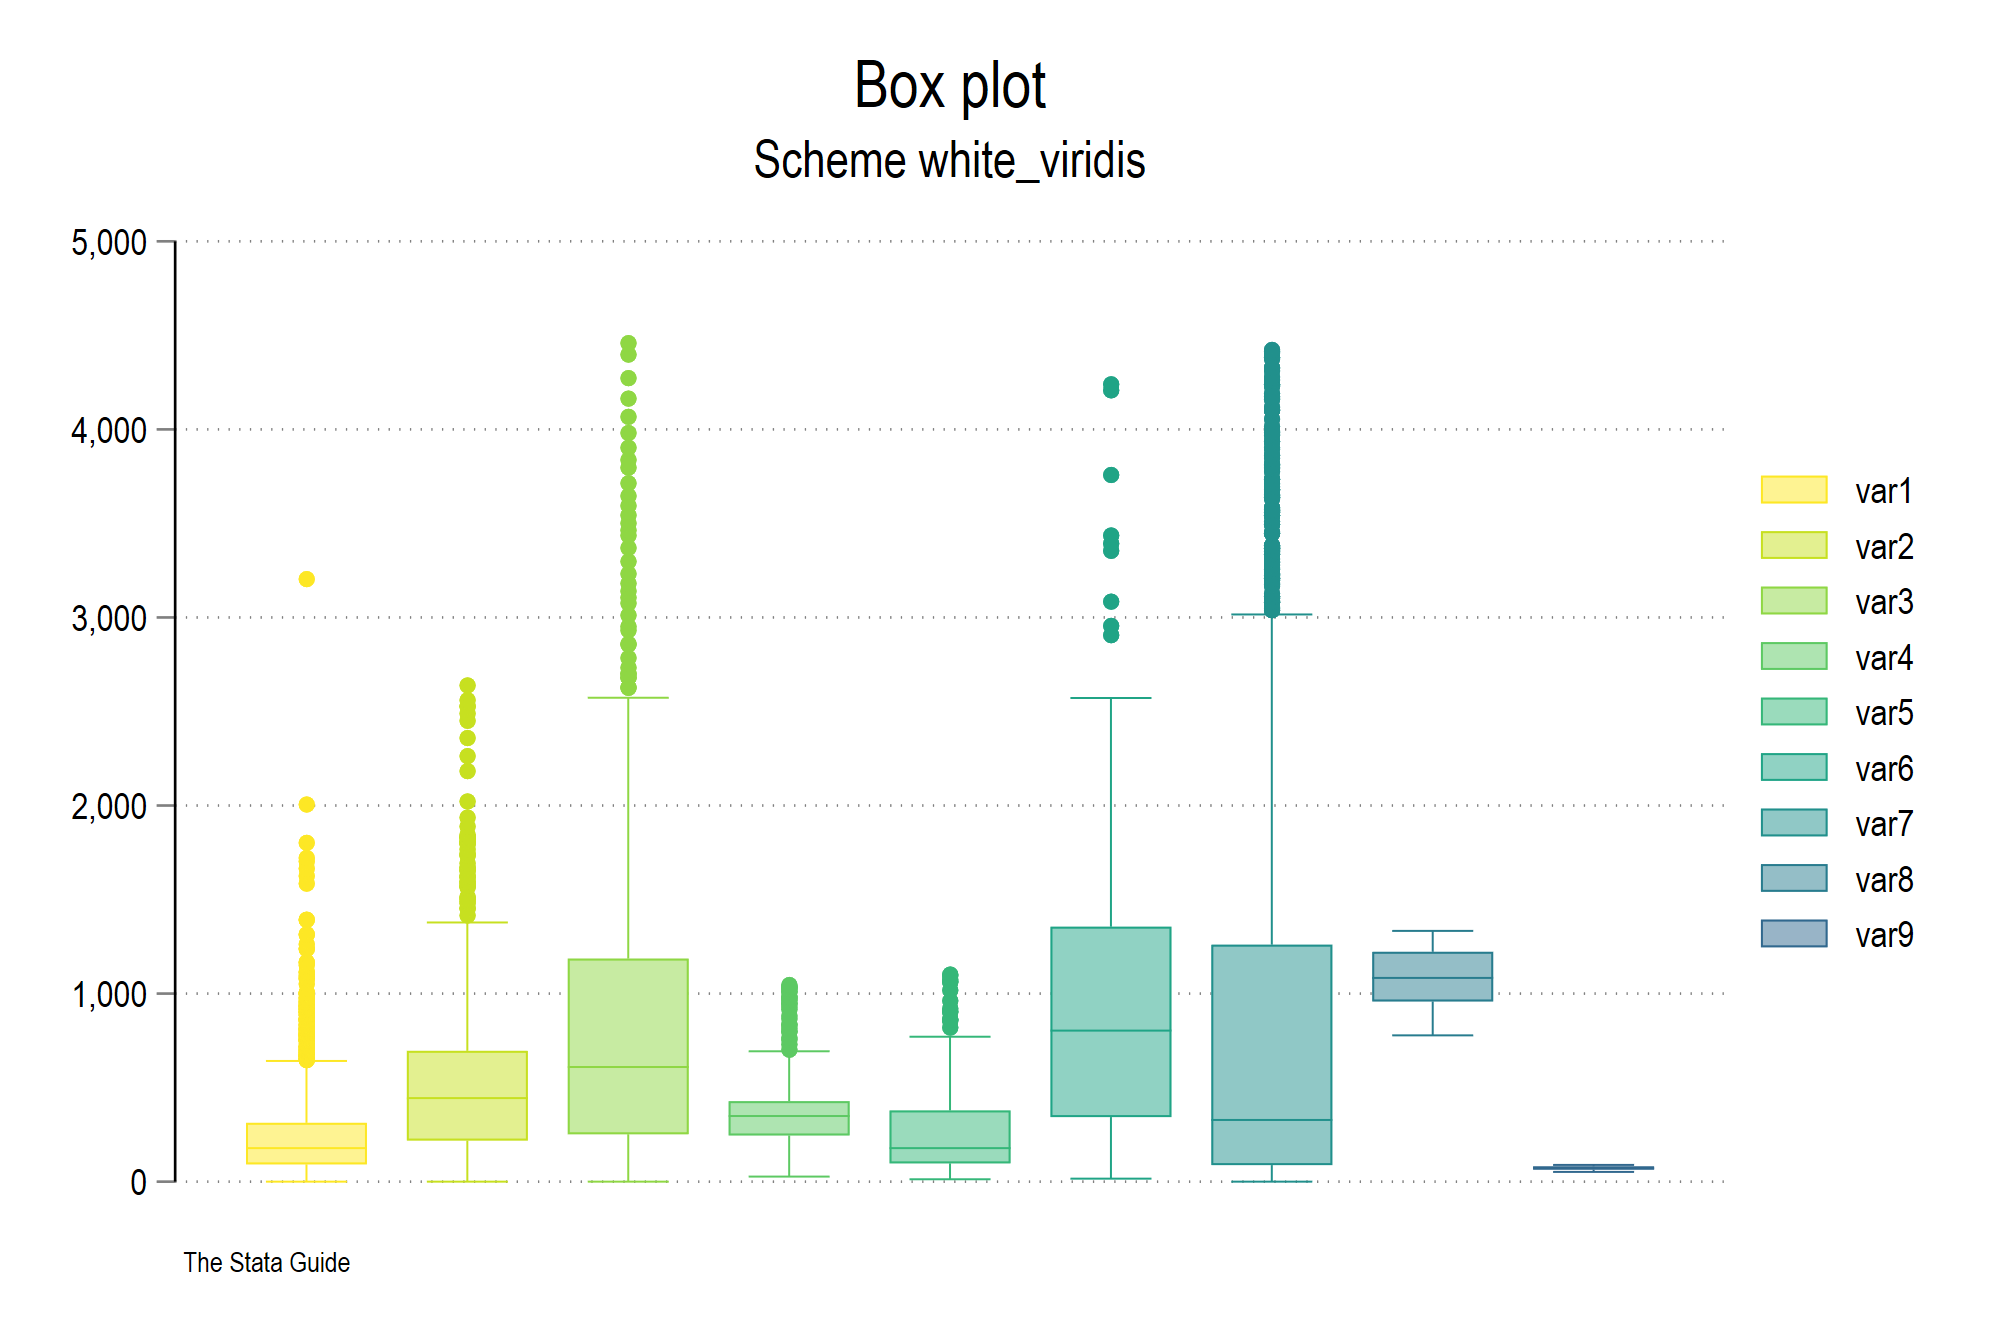 Box plot
Scheme white_viridis
5,000
4,000
3,000
2,000
1,000
0
var1
var2
var3
var4
var5
var6
var7
var8
var9
The Stata Guide